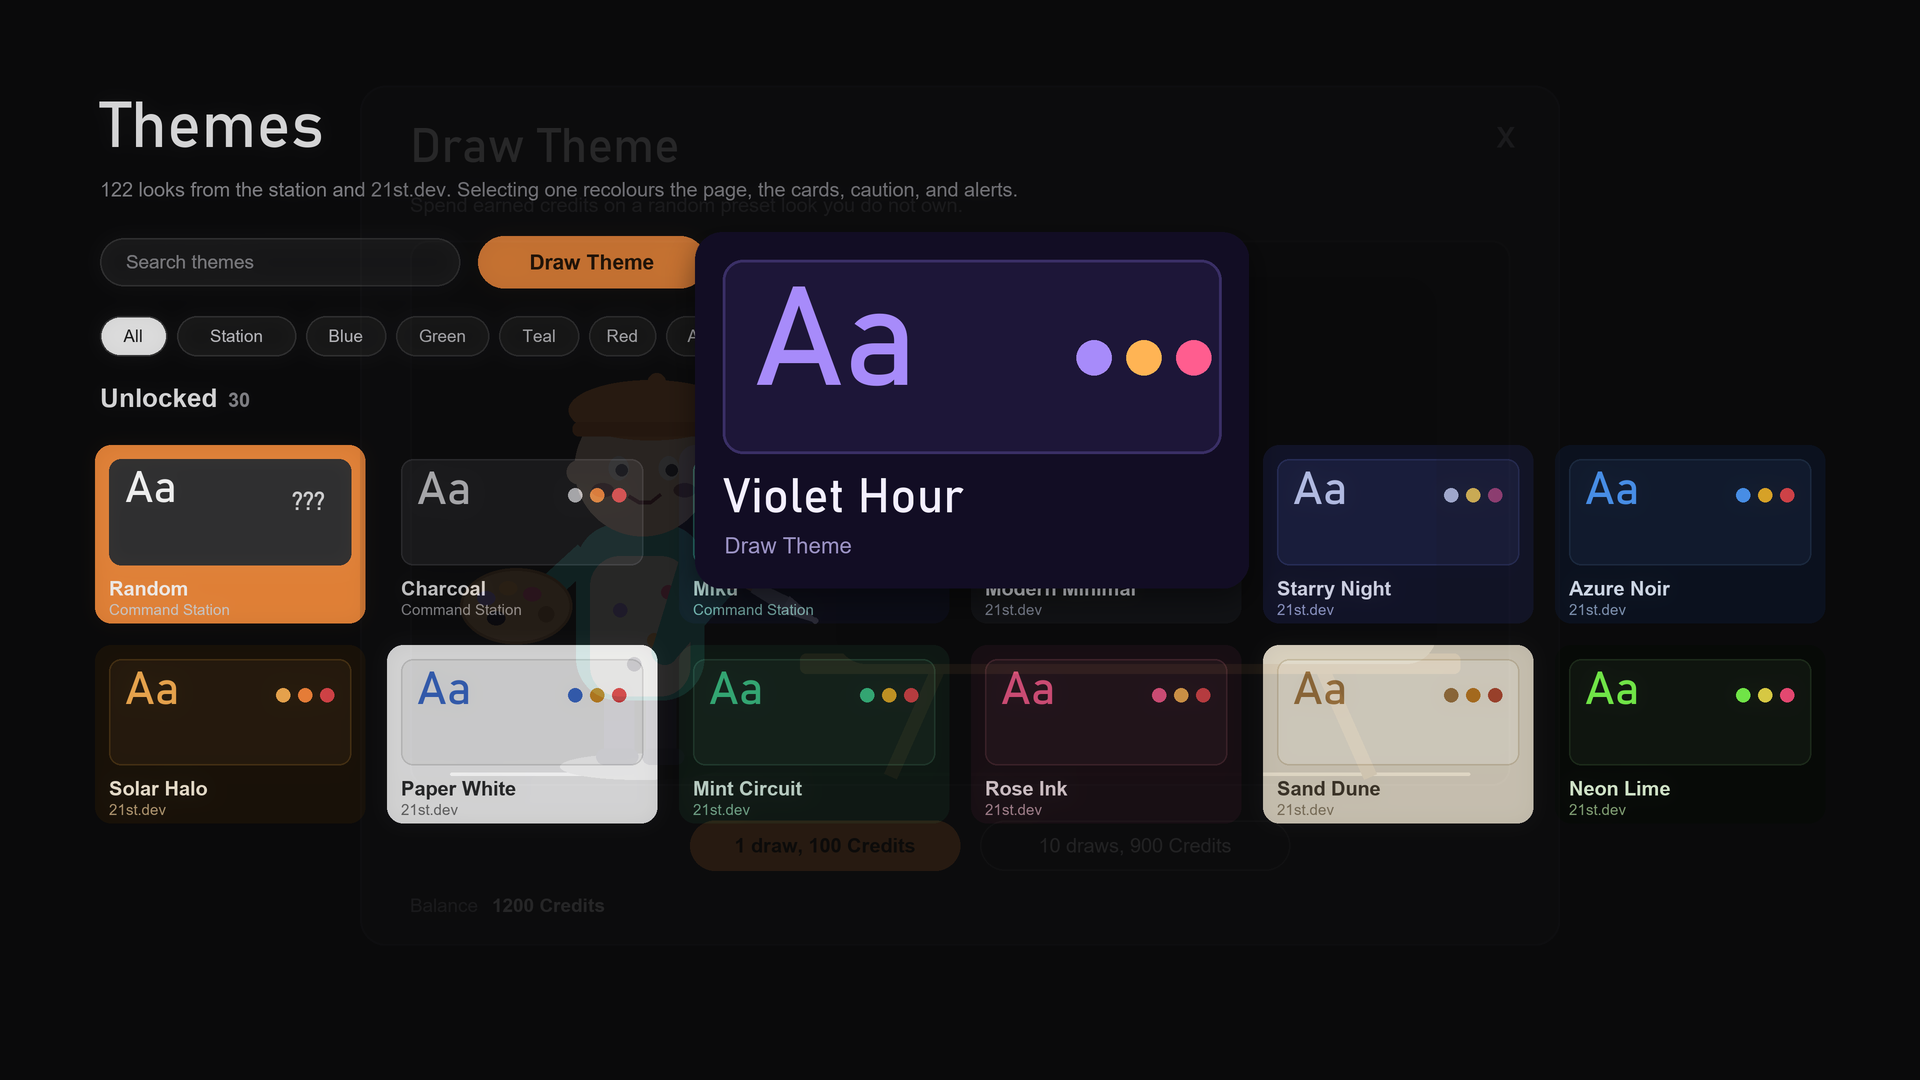 Themes
Draw Theme
X
122 looks from the station and 21st.dev. Selecting one recolours the page, the cards, caution, and alerts.
Spend earned credits on a random preset look you do not own.
Search themes
Draw Theme
All
Station
Blue
Green
Teal
Red
Aa
Violet Hour
Draw Theme
Unlocked 30
Aa
???
Random
Command Station
Aa
Charcoal
Command Station
Miku
Command Station
Modern Minimal
21st.dev
Aa
Starry Night
21st.dev
Aa
Azure Noir
21st.dev
Aa
Solar Halo
21st.dev
Aa
Paper White
21st.dev
Aa
Mint Circuit
21st.dev
Aa
Rose Ink
21st.dev
Aa
Sand Dune
21st.dev
Aa
Neon Lime
21st.dev
1 draw, 100 Credits
10 draws, 900 Credits
Balance 1200 Credits